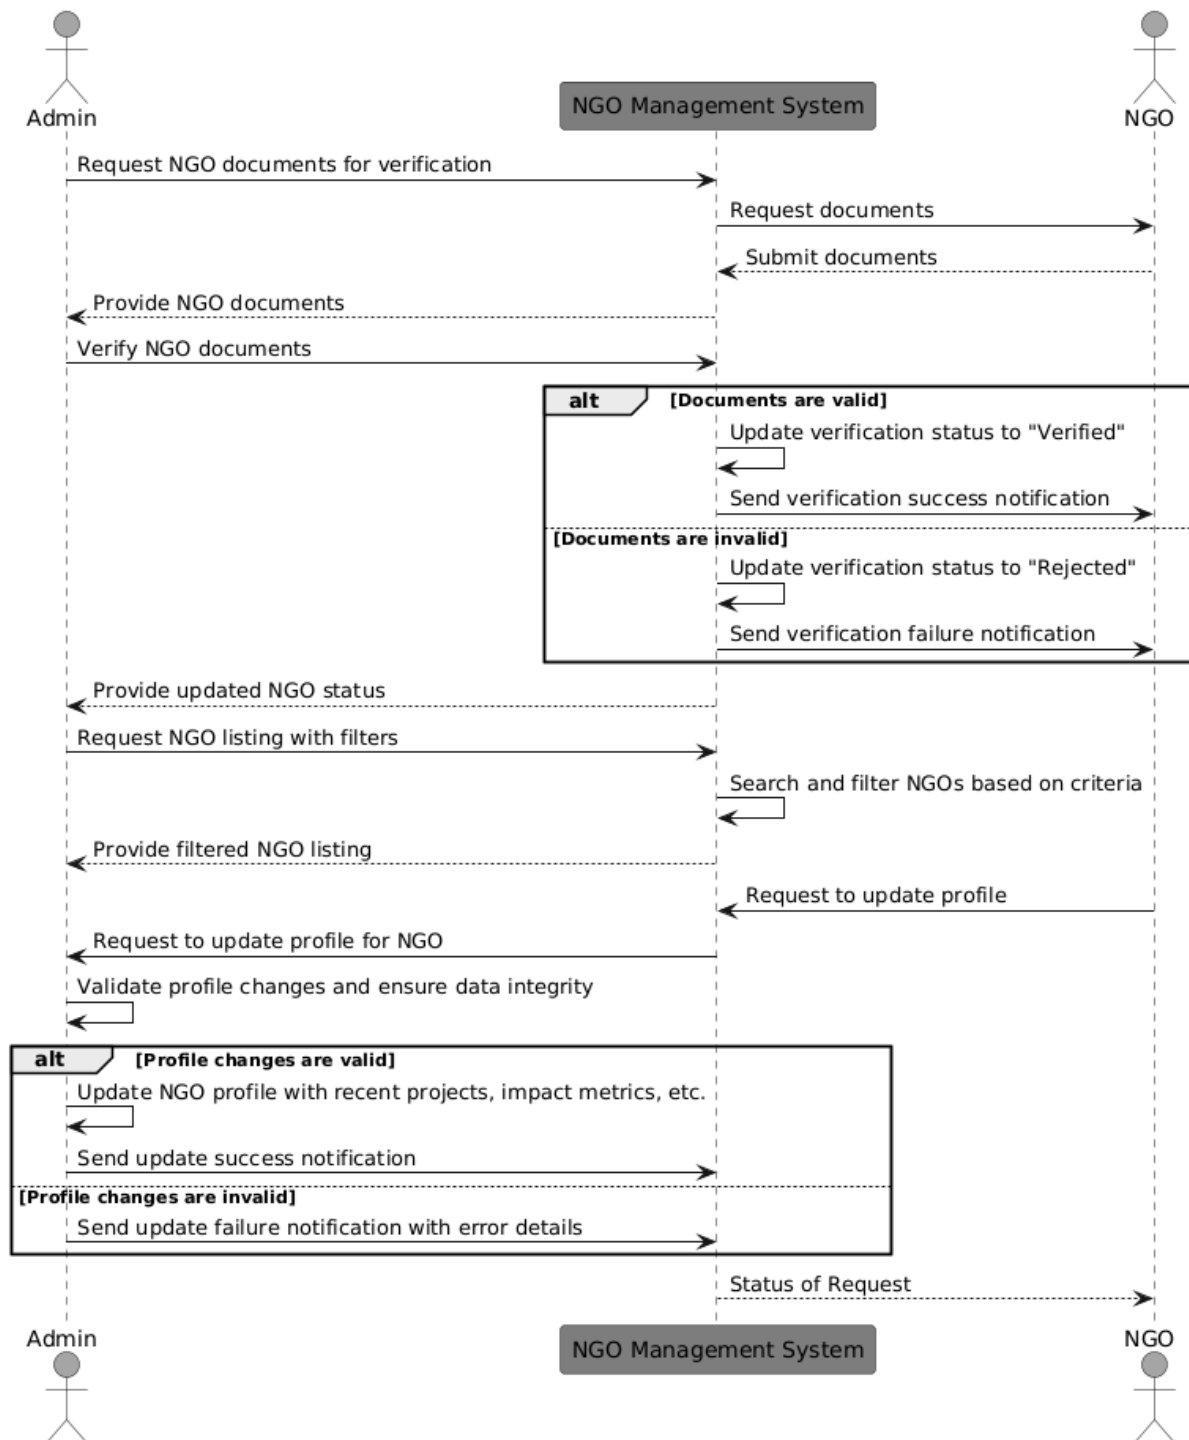 Admin
NGO Management System
NGO
Request NGO documents for verification
Request documents
Submit documents
Provide NGO documents
Verify NGO documents
alt [Documents are valid]
Update verification status to "Verified"
Send verification success notification
[Documents are invalid]
Update verification status to "Rejected"
Send verification failure notification
Provide updated NGO status
Request NGO listing with filters
Search and filter NGOs based on criteria
Provide filtered NGO listing
Request to update profile
Request to update profile for NGO
Validate profile changes and ensure data integrity
alt [Profile changes are valid]
Update NGO profile with recent projects, impact metrics, etc.
Send update success notification
[Profile changes are invalid]
Send update failure notification with error details
Status of Request
Admin
NGO Management System
NGO